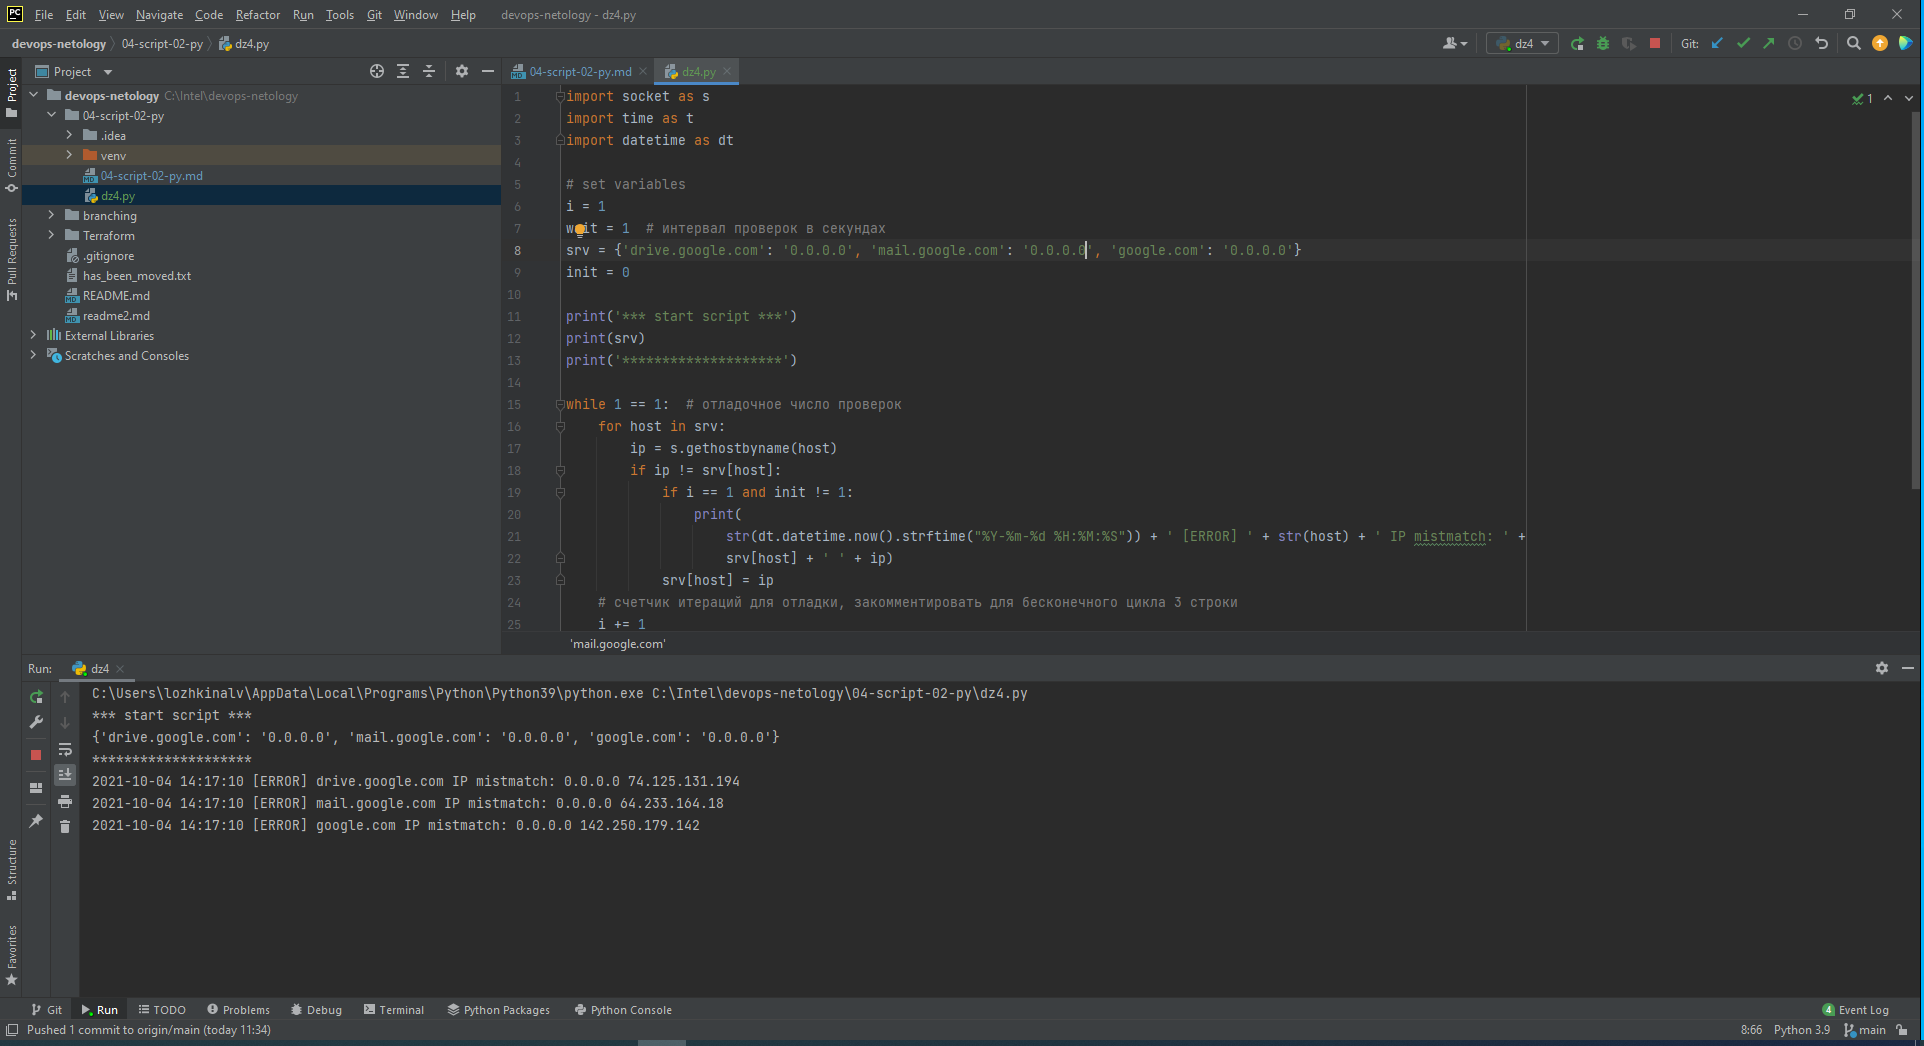 PC File Edit View Navigate Code Refactor Run Tools Git Window Help devops-netology - dz4.py
devops-netology 04-script-02-py dz4.py
dz4 Git:
Project
04-script-02-py.md dz4.py
Project
Commit
Pull Requests
devops-netology C:\Intel\devops-netology
04-script-02-py
.idea
venv
04-script-02-py.md
dz4.py
branching
Terraform
.gitignore
has_been_moved.txt
README.md
readme2.md
External Libraries
Scratches and Consoles
1
1 import socket as s
2 import time as t
3 import datetime as dt
4
5 # set variables
6 i = 1
7 wait = 1  # интервал проверок в секундах
8 srv = {'drive.google.com': '0.0.0.0', 'mail.google.com': '0.0.0.0', 'google.com': '0.0.0.0'}
9 init = 0
10
11 print('*** start script ***')
12 print(srv)
13 print('********************')
14
15 while 1 == 1:  # отладочное число проверок
16     for host in srv:
17         ip = s.gethostbyname(host)
18         if ip != srv[host]:
19             if i == 1 and init != 1:
20                 print(
21                     str(dt.datetime.now().strftime("%Y-%m-%d %H:%M:%S")) + ' [ERROR] ' + str(host) + ' IP mistmatch: ' +
22                     srv[host] + ' ' + ip)
23             srv[host] = ip
24     # счетчик итераций для отладки, закомментировать для бесконечного цикла 3 строки
25     i += 1
'mail.google.com'
Run: dz4
C:\Users\lozhkinalv\AppData\Local\Programs\Python\Python39\python.exe C:\Intel\devops-netology\04-script-02-py\dz4.py
*** start script ***
{'drive.google.com': '0.0.0.0', 'mail.google.com': '0.0.0.0', 'google.com': '0.0.0.0'}
********************
2021-10-04 14:17:10 [ERROR] drive.google.com IP mistmatch: 0.0.0.0 74.125.131.194
2021-10-04 14:17:10 [ERROR] mail.google.com IP mistmatch: 0.0.0.0 64.233.164.18
2021-10-04 14:17:10 [ERROR] google.com IP mistmatch: 0.0.0.0 142.250.179.142
Structure
Favorites
Git Run TODO Problems Debug Terminal Python Packages Python Console 4 Event Log
Pushed 1 commit to origin/main (today 11:34) 8:66 Python 3.9 main